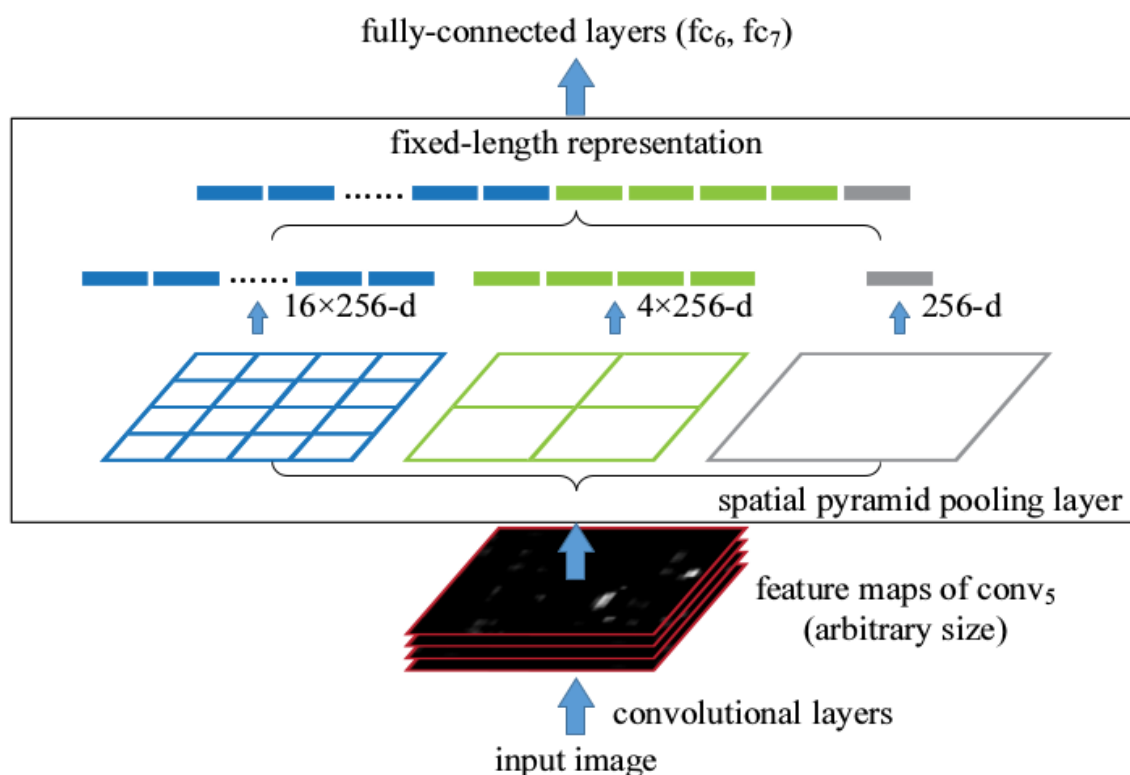 fully-connected layers (fc₆, fc₇)
fixed-length representation
……
……
16×256-d
4×256-d
256-d
spatial pyramid pooling layer
feature maps of conv₅
(arbitrary size)
convolutional layers
input image